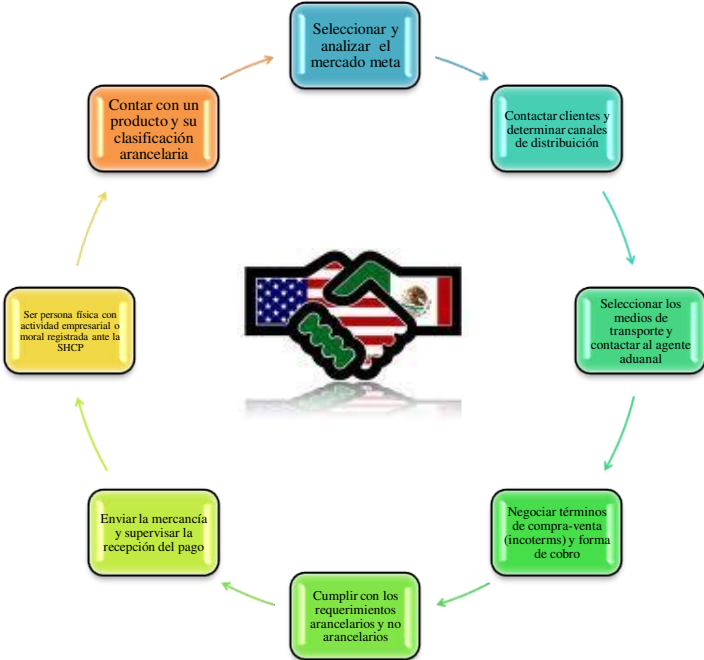 Seleccionar y
analizar el
mercado meta
Contactar clientes y
determinar canales
de distribuición
Seleccionar los
medios de
transporte y
contactar al agente
aduanal
Negociar términos
de compra-venta
(incoterms) y forma
de cobro
Cumplir con los
requerimientos
arancelarios y no
arancelarios
Enviar la mercancía
y supervisar la
recepción del pago
Ser persona física con
actividad empresarial o
moral registrada ante la
SHCP
Contar con un
producto y su
clasificación
arancelaria